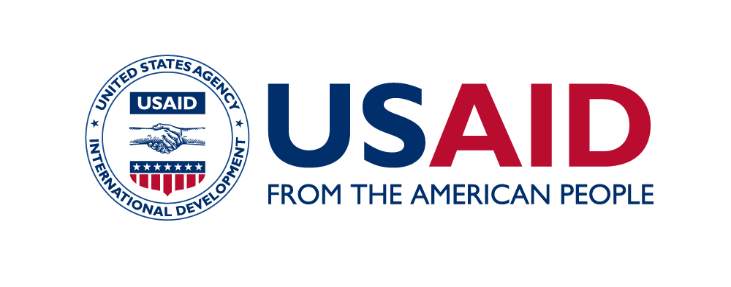 UNITED STATES AGENCY
USAID
INTERNATIONAL DEVELOPMENT
USAID
FROM THE AMERICAN PEOPLE